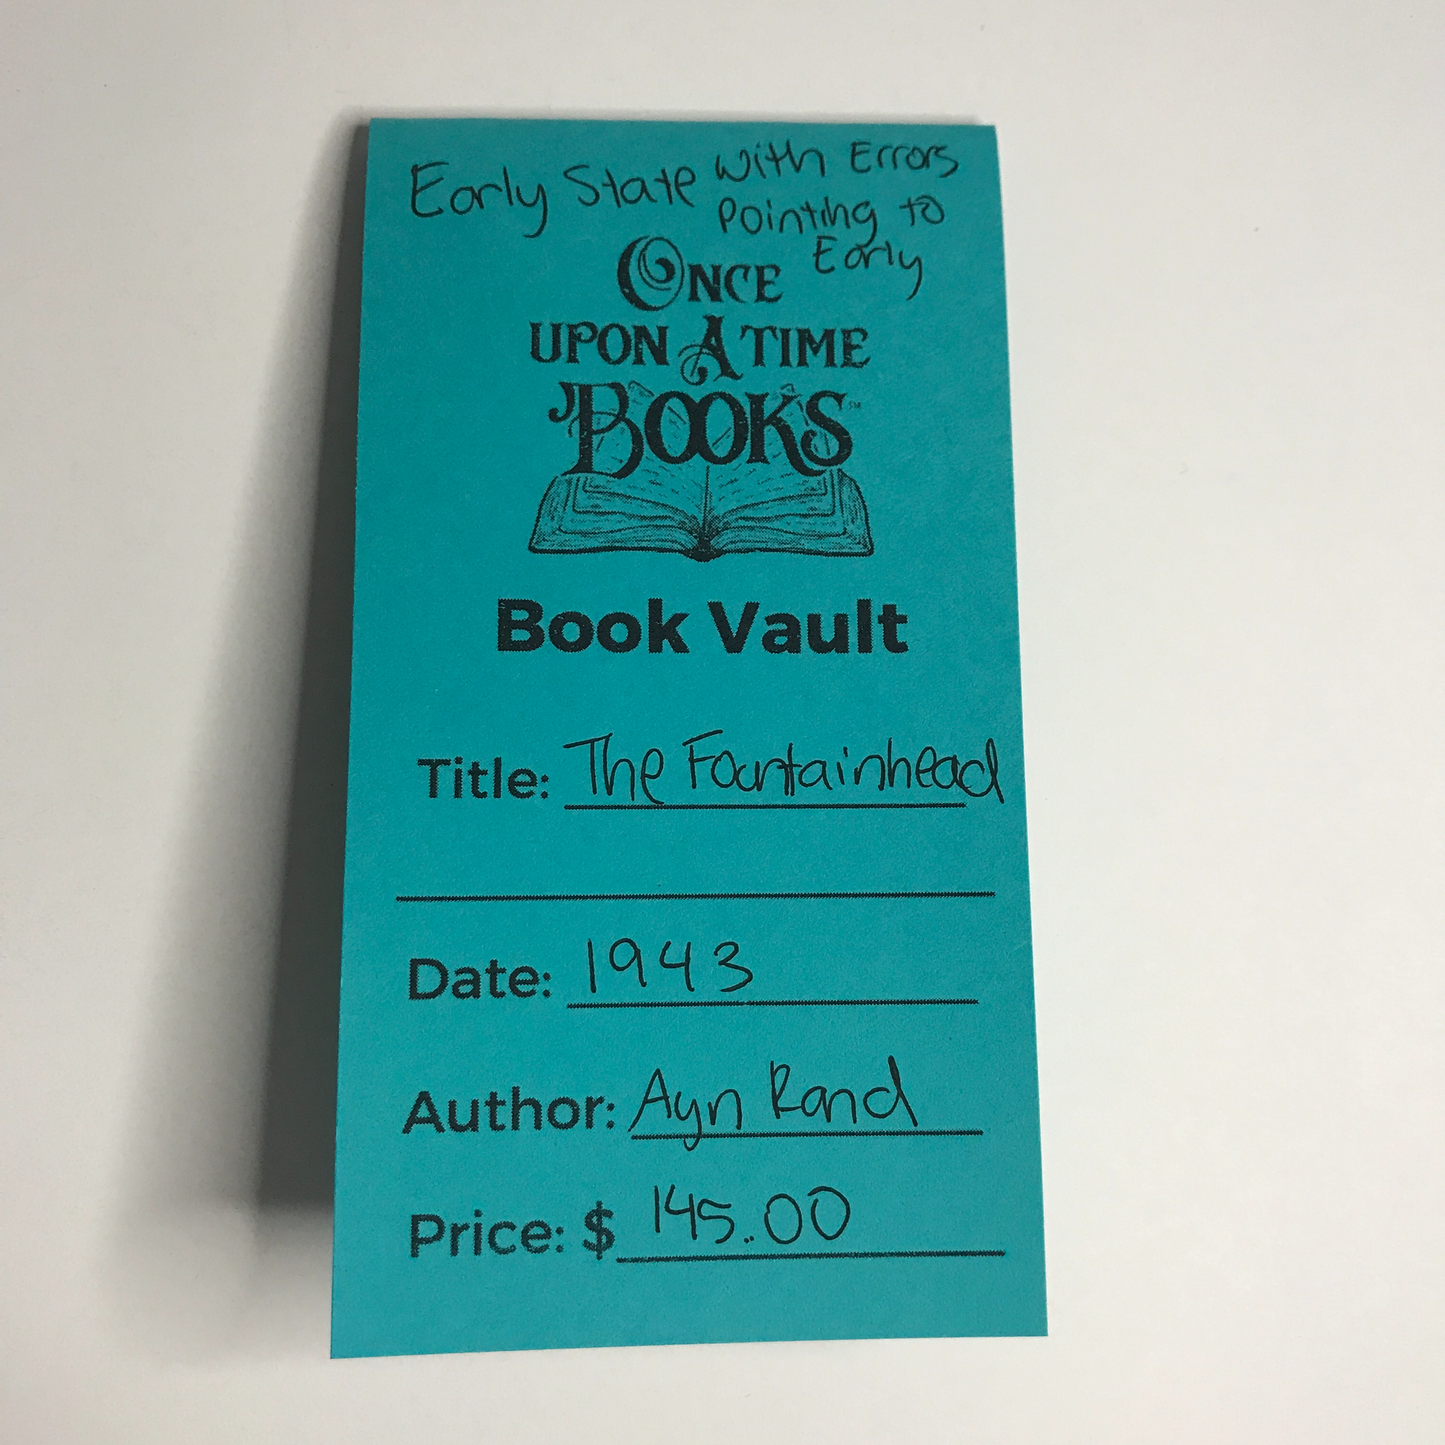 Early State with Errors
Pointing to
Early
ONCE
UPON A TIME
BOOKS℠
Book Vault
Title: The Fountainhead
Date: 1943
Author: Ayn Rand
Price: $ 145..00